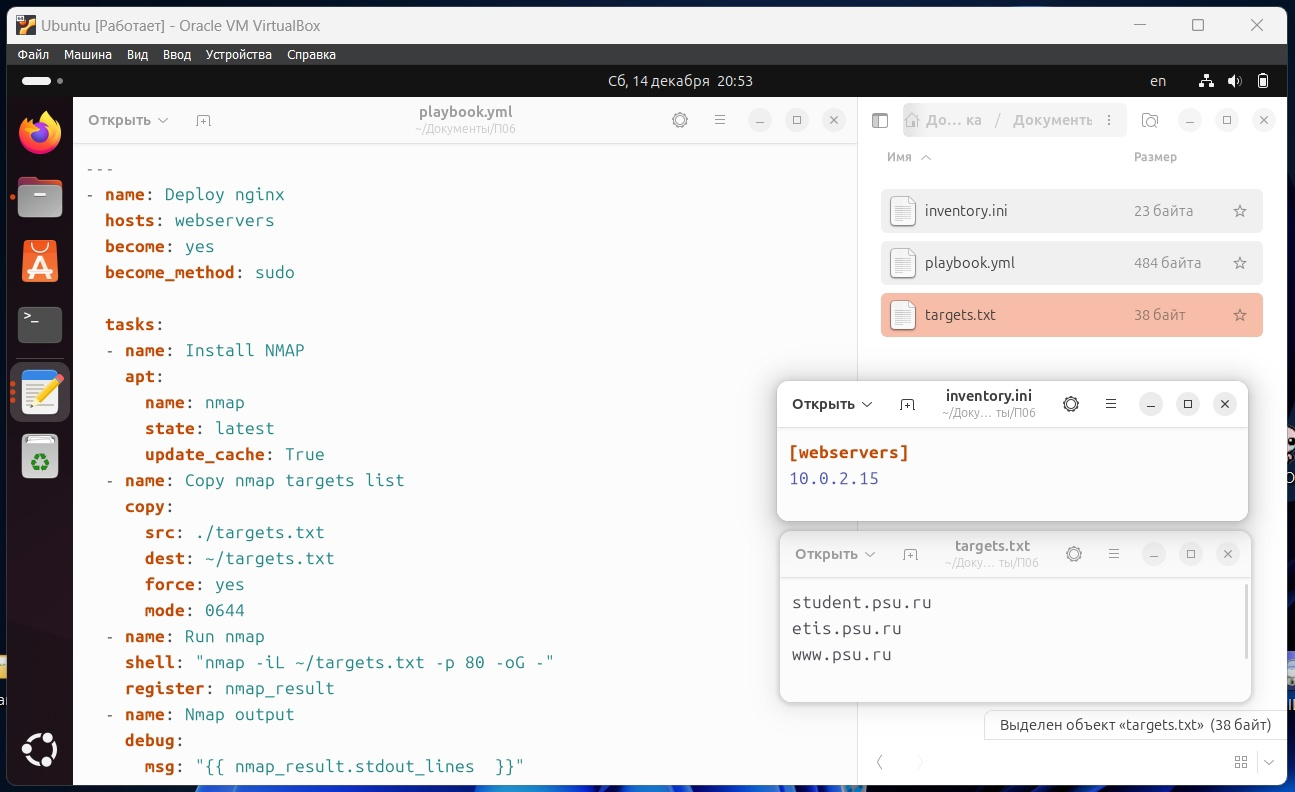 Ubuntu [Работает] - Oracle VM VirtualBox
Файл Машина Вид Ввод Устройства Справка
Сб, 14 декабря 20:53
en
Открыть
playbook.yml
~/Документы/П06
---
- name: Deploy nginx
hosts: webservers
become: yes
become_method: sudo
tasks:
- name: Install NMAP
apt:
name: nmap
state: latest
update_cache: True
- name: Copy nmap targets list
copy:
src: ./targets.txt
dest: ~/targets.txt
force: yes
mode: 0644
- name: Run nmap
shell: "nmap -iL ~/targets.txt -p 80 -oG -"
register: nmap_result
- name: Nmap output
debug:
msg: "{{ nmap_result.stdout_lines  }}"
До… ка / Документы
Имя
Размер
inventory.ini 23 байта
playbook.yml 484 байта
targets.txt 38 байт
Открыть
inventory.ini
~/Доку… ты/П06
[webservers]
10.0.2.15
Открыть
targets.txt
~/Доку… ты/П06
student.psu.ru
etis.psu.ru
www.psu.ru
Выделен объект «targets.txt» (38 байт)